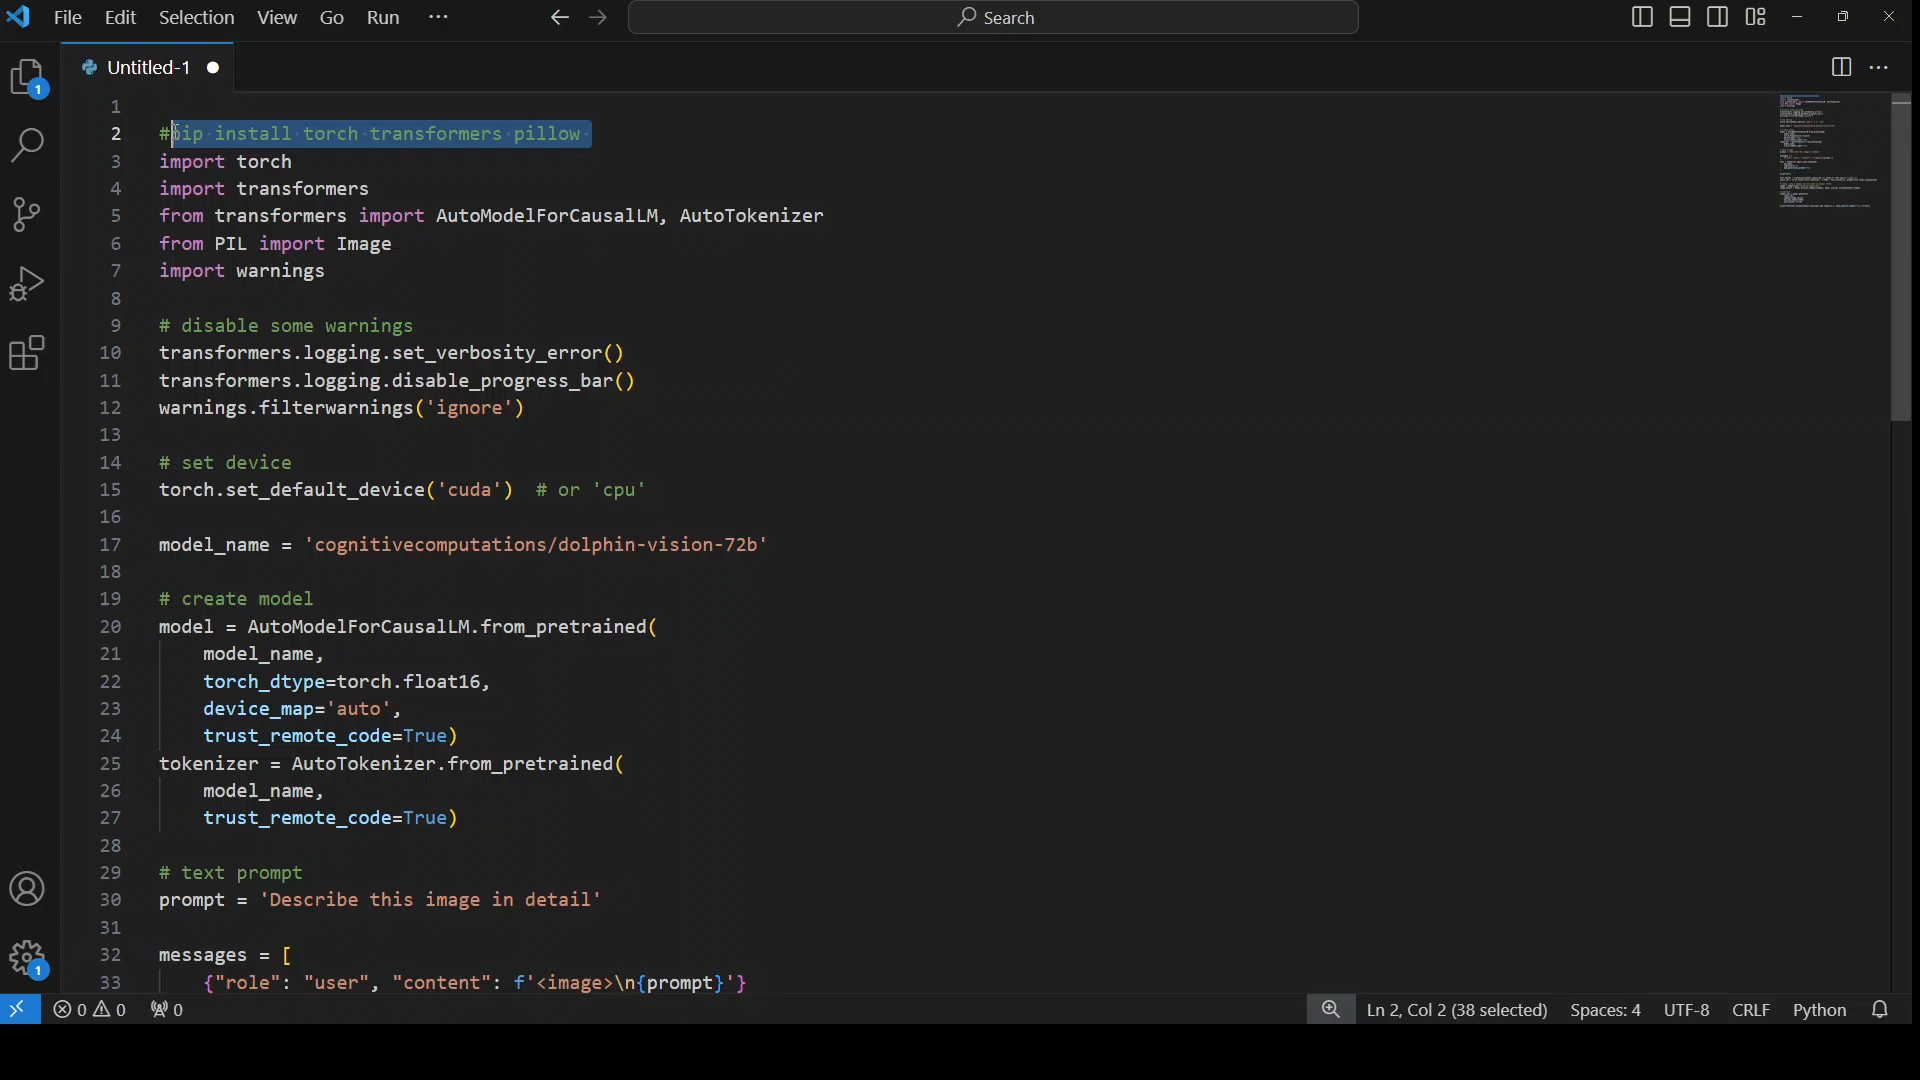 File Edit Selection View Go Run ··· Search
1
Untitled-1
1
2 #pip install torch transformers pillow
3 import torch
4 import transformers
5 from transformers import AutoModelForCausalLM, AutoTokenizer
6 from PIL import Image
7 import warnings
8
9 # disable some warnings
10 transformers.logging.set_verbosity_error()
11 transformers.logging.disable_progress_bar()
12 warnings.filterwarnings('ignore')
13
14 # set device
15 torch.set_default_device('cuda')  # or 'cpu'
16
17 model_name = 'cognitivecomputations/dolphin-vision-72b'
18
19 # create model
20 model = AutoModelForCausalLM.from_pretrained(
21     model_name,
22     torch_dtype=torch.float16,
23     device_map='auto',
24     trust_remote_code=True)
25 tokenizer = AutoTokenizer.from_pretrained(
26     model_name,
27     trust_remote_code=True)
28
29 # text prompt
30 prompt = 'Describe this image in detail'
31
32 messages = [
33     {"role": "user", "content": f'<image>\n{prompt}'}
1
0 0 0 Ln 2, Col 2 (38 selected) Spaces: 4 UTF-8 CRLF Python